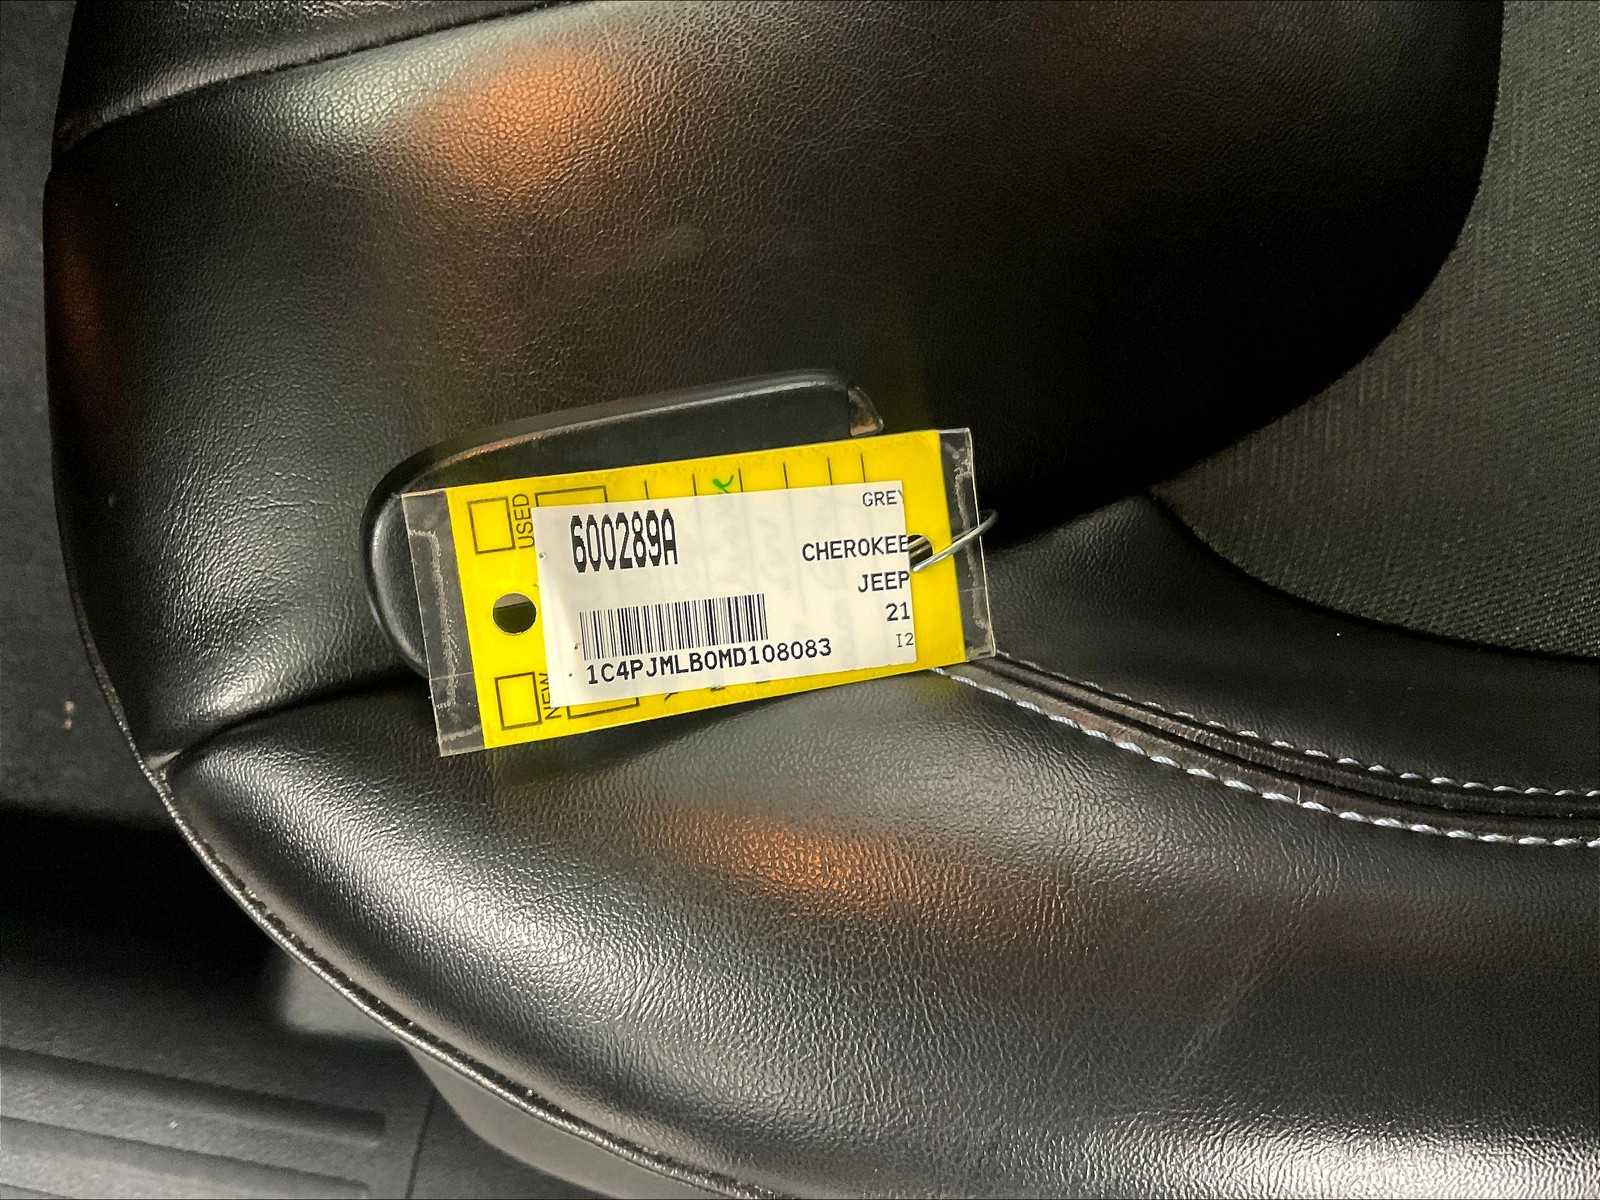 USED
NEW
600289A
GREY
CHEROKEE
JEEP
21
I2
1C4PJMLB0MD108083